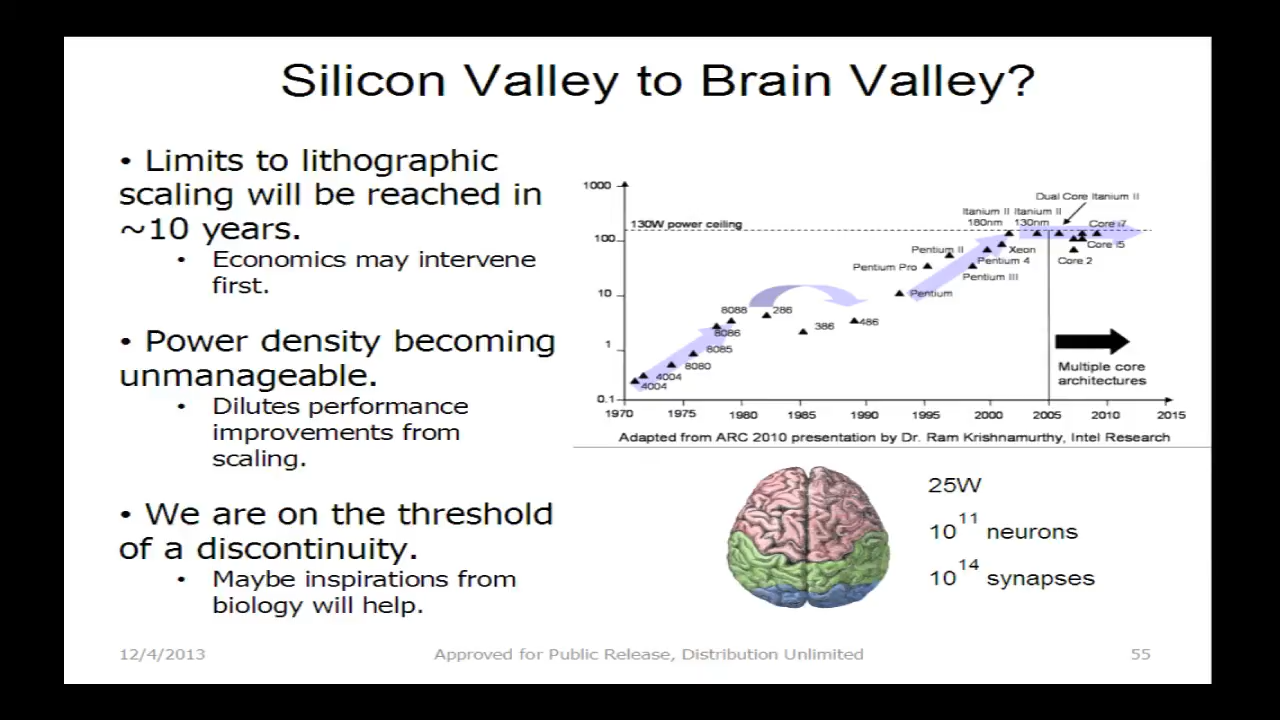 Silicon Valley to Brain Valley?
• Limits to lithographic
scaling will be reached in
~10 years.
• Economics may intervene
first.
• Power density becoming
unmanageable.
• Dilutes performance
improvements from
scaling.
• We are on the threshold
of a discontinuity.
• Maybe inspirations from
biology will help.
1000
100
10
1
0.1
130W power ceiling
Dual Core Itanium II
Itanium II Itanium II
180nm 130nm
Core i7
Core i5
Core 2
Xeon
Pentium II
Pentium 4
Pentium Pro
Pentium III
Pentium
8088
286
486
386
8086
8085
8080
4004
4004
Multiple core
architectures
1970 1975 1980 1985 1990 1995 2000 2005 2010 2015
Adapted from ARC 2010 presentation by Dr. Ram Krishnamurthy, Intel Research
25W
10^11 neurons
10^14 synapses
12/4/2013 Approved for Public Release, Distribution Unlimited 55